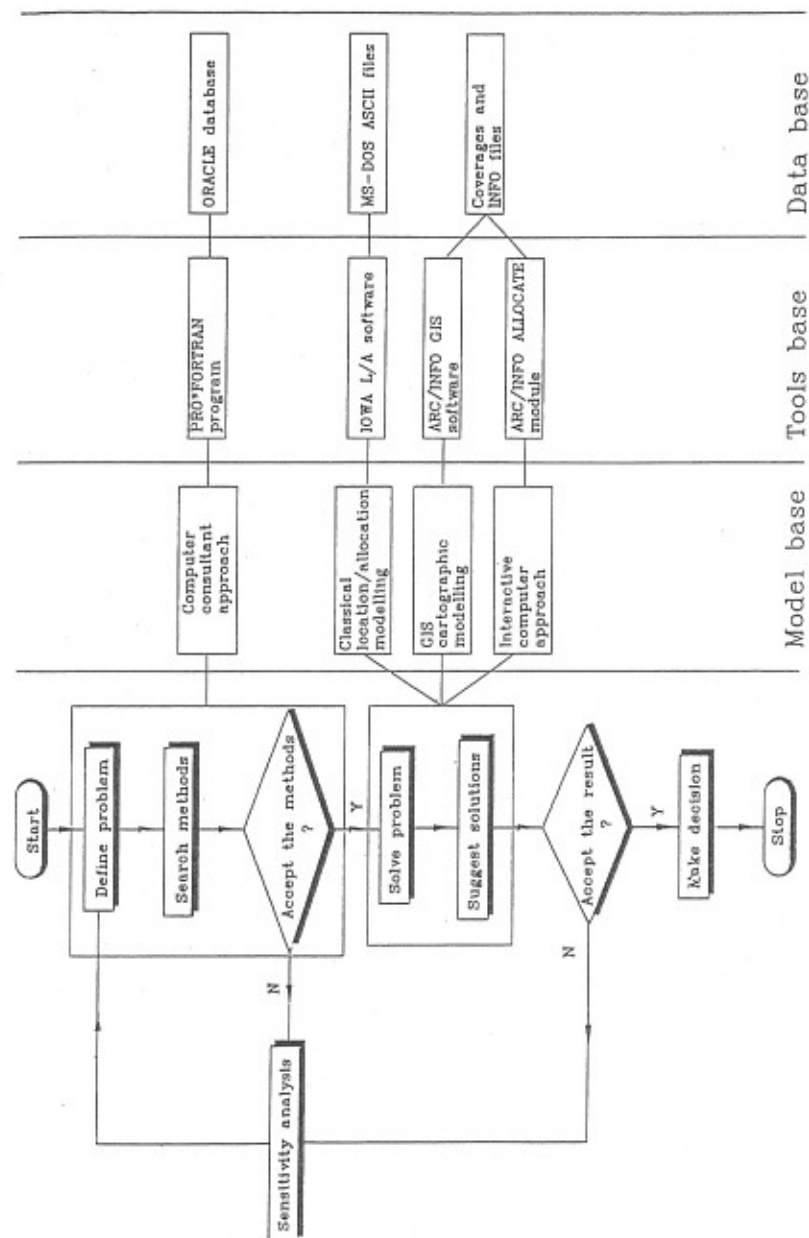 Start
Define problem
Search methods
Accept the methods
?
N
Y
Sensitivity analysis
Solve problem
Suggest solutions
Accept the result
?
N
Y
Make decision
Stop
Computer
consultant
approach
Classical
location/allocation
modelling
GIS
cartographic
modelling
Interactive
computer
approach
Model base
PRO*FORTRAN
program
IOWA L/A software
ARC/INFO GIS
software
ARC/INFO ALLOCATE
module
Tools base
ORACLE database
MS-DOS ASCII files
Coverages and
INFO files
Data base